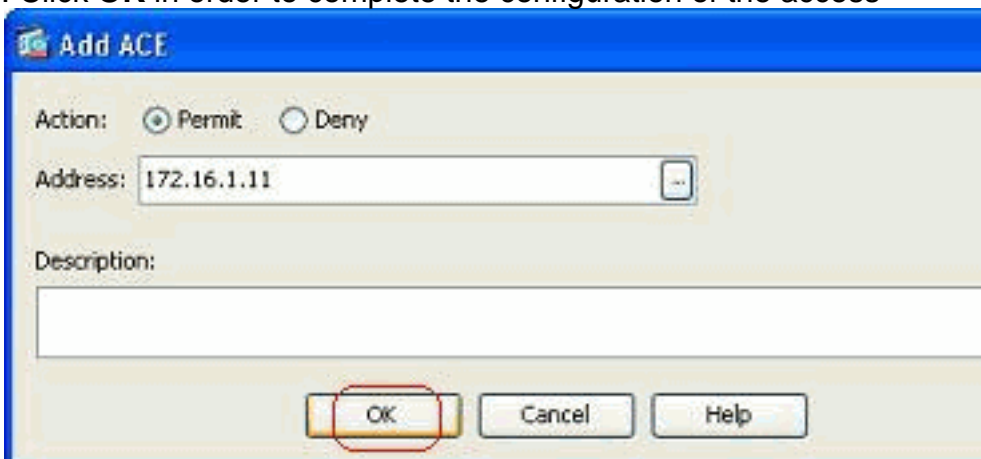 . Click OK in order to complete the configuration of the access
Add ACE
Action: Permit Deny
Address: 172.16.1.11 ...
Description:
OK Cancel Help